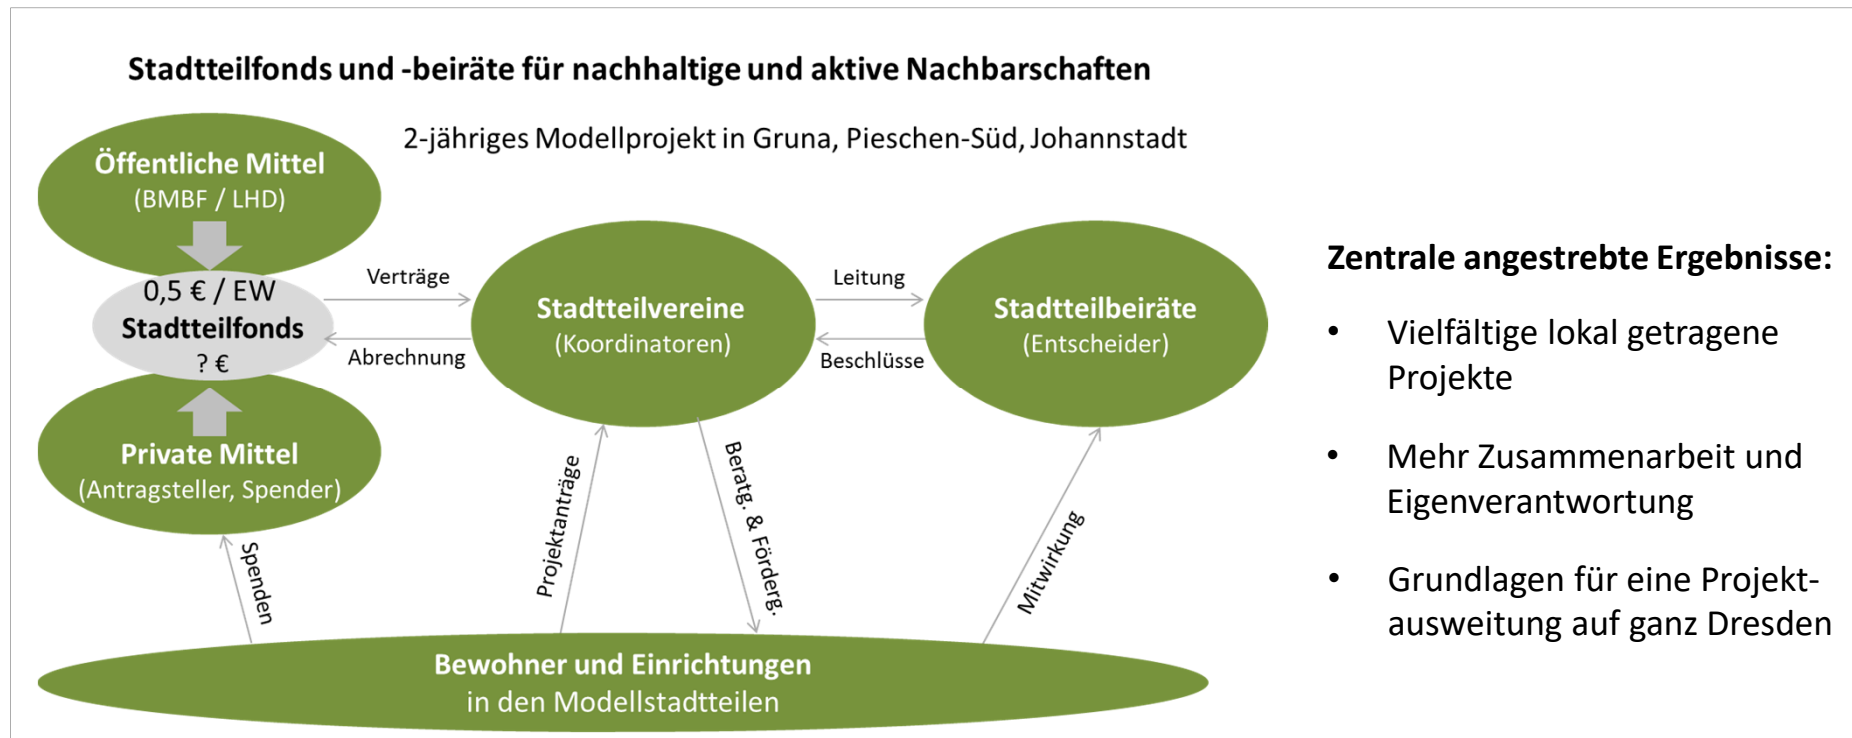 Stadtteilfonds und -beiräte für nachhaltige und aktive Nachbarschaften
2-jähriges Modellprojekt in Gruna, Pieschen-Süd, Johannstadt
Öffentliche Mittel
(BMBF / LHD)
0,5 € / EW
Stadtteilfonds
? €
Private Mittel
(Antragsteller, Spender)
Verträge
Abrechnung
Stadtteilvereine
(Koordinatoren)
Leitung
Beschlüsse
Stadtteilbeiräte
(Entscheider)
Spenden
Projektanträge
Beratg. & Förderg.
Mitwirkung
Bewohner und Einrichtungen
in den Modellstadtteilen
Zentrale angestrebte Ergebnisse:
• Vielfältige lokal getragene
Projekte
• Mehr Zusammenarbeit und
Eigenverantwortung
• Grundlagen für eine Projekt-
ausweitung auf ganz Dresden